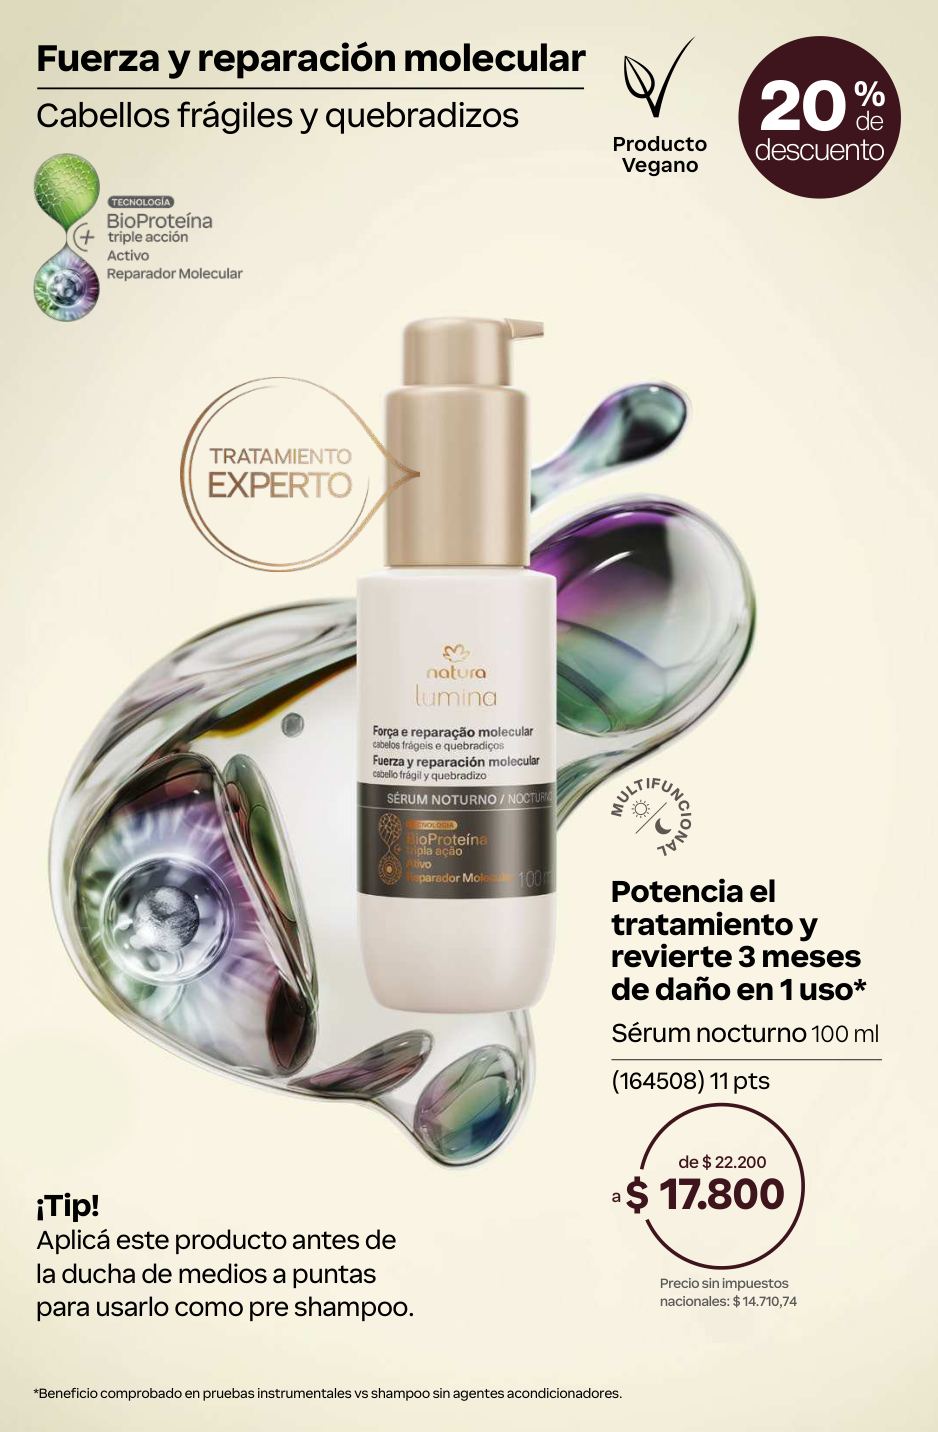 Fuerza y reparación molecular
Cabellos frágiles y quebradizos
Producto
Vegano
20%
de
descuento
TECNOLOGÍA
BioProteína
triple acción
+
Activo
Reparador Molecular
TRATAMIENTO
EXPERTO
natura
lumina
Força e reparação molecular
cabelos frágeis e quebradiços
Fuerza y reparación molecular
cabello frágil y quebradizo
SÉRUM NOTURNO / NOCTURNO
TECNOLOGIA
BioProteína
tripla ação
Ativo
Reparador Molecular 100 m
MULTIFUNCIONAL
Potencia el
tratamiento y
revierte 3 meses
de daño en 1 uso*
Sérum nocturno 100 ml
(164508) 11 pts
de $ 22.200
a $ 17.800
Precio sin impuestos
nacionales: $ 14.710,74
¡Tip!
Aplicá este producto antes de
la ducha de medios a puntas
para usarlo como pre shampoo.
*Beneficio comprobado en pruebas instrumentales vs shampoo sin agentes acondicionadores.